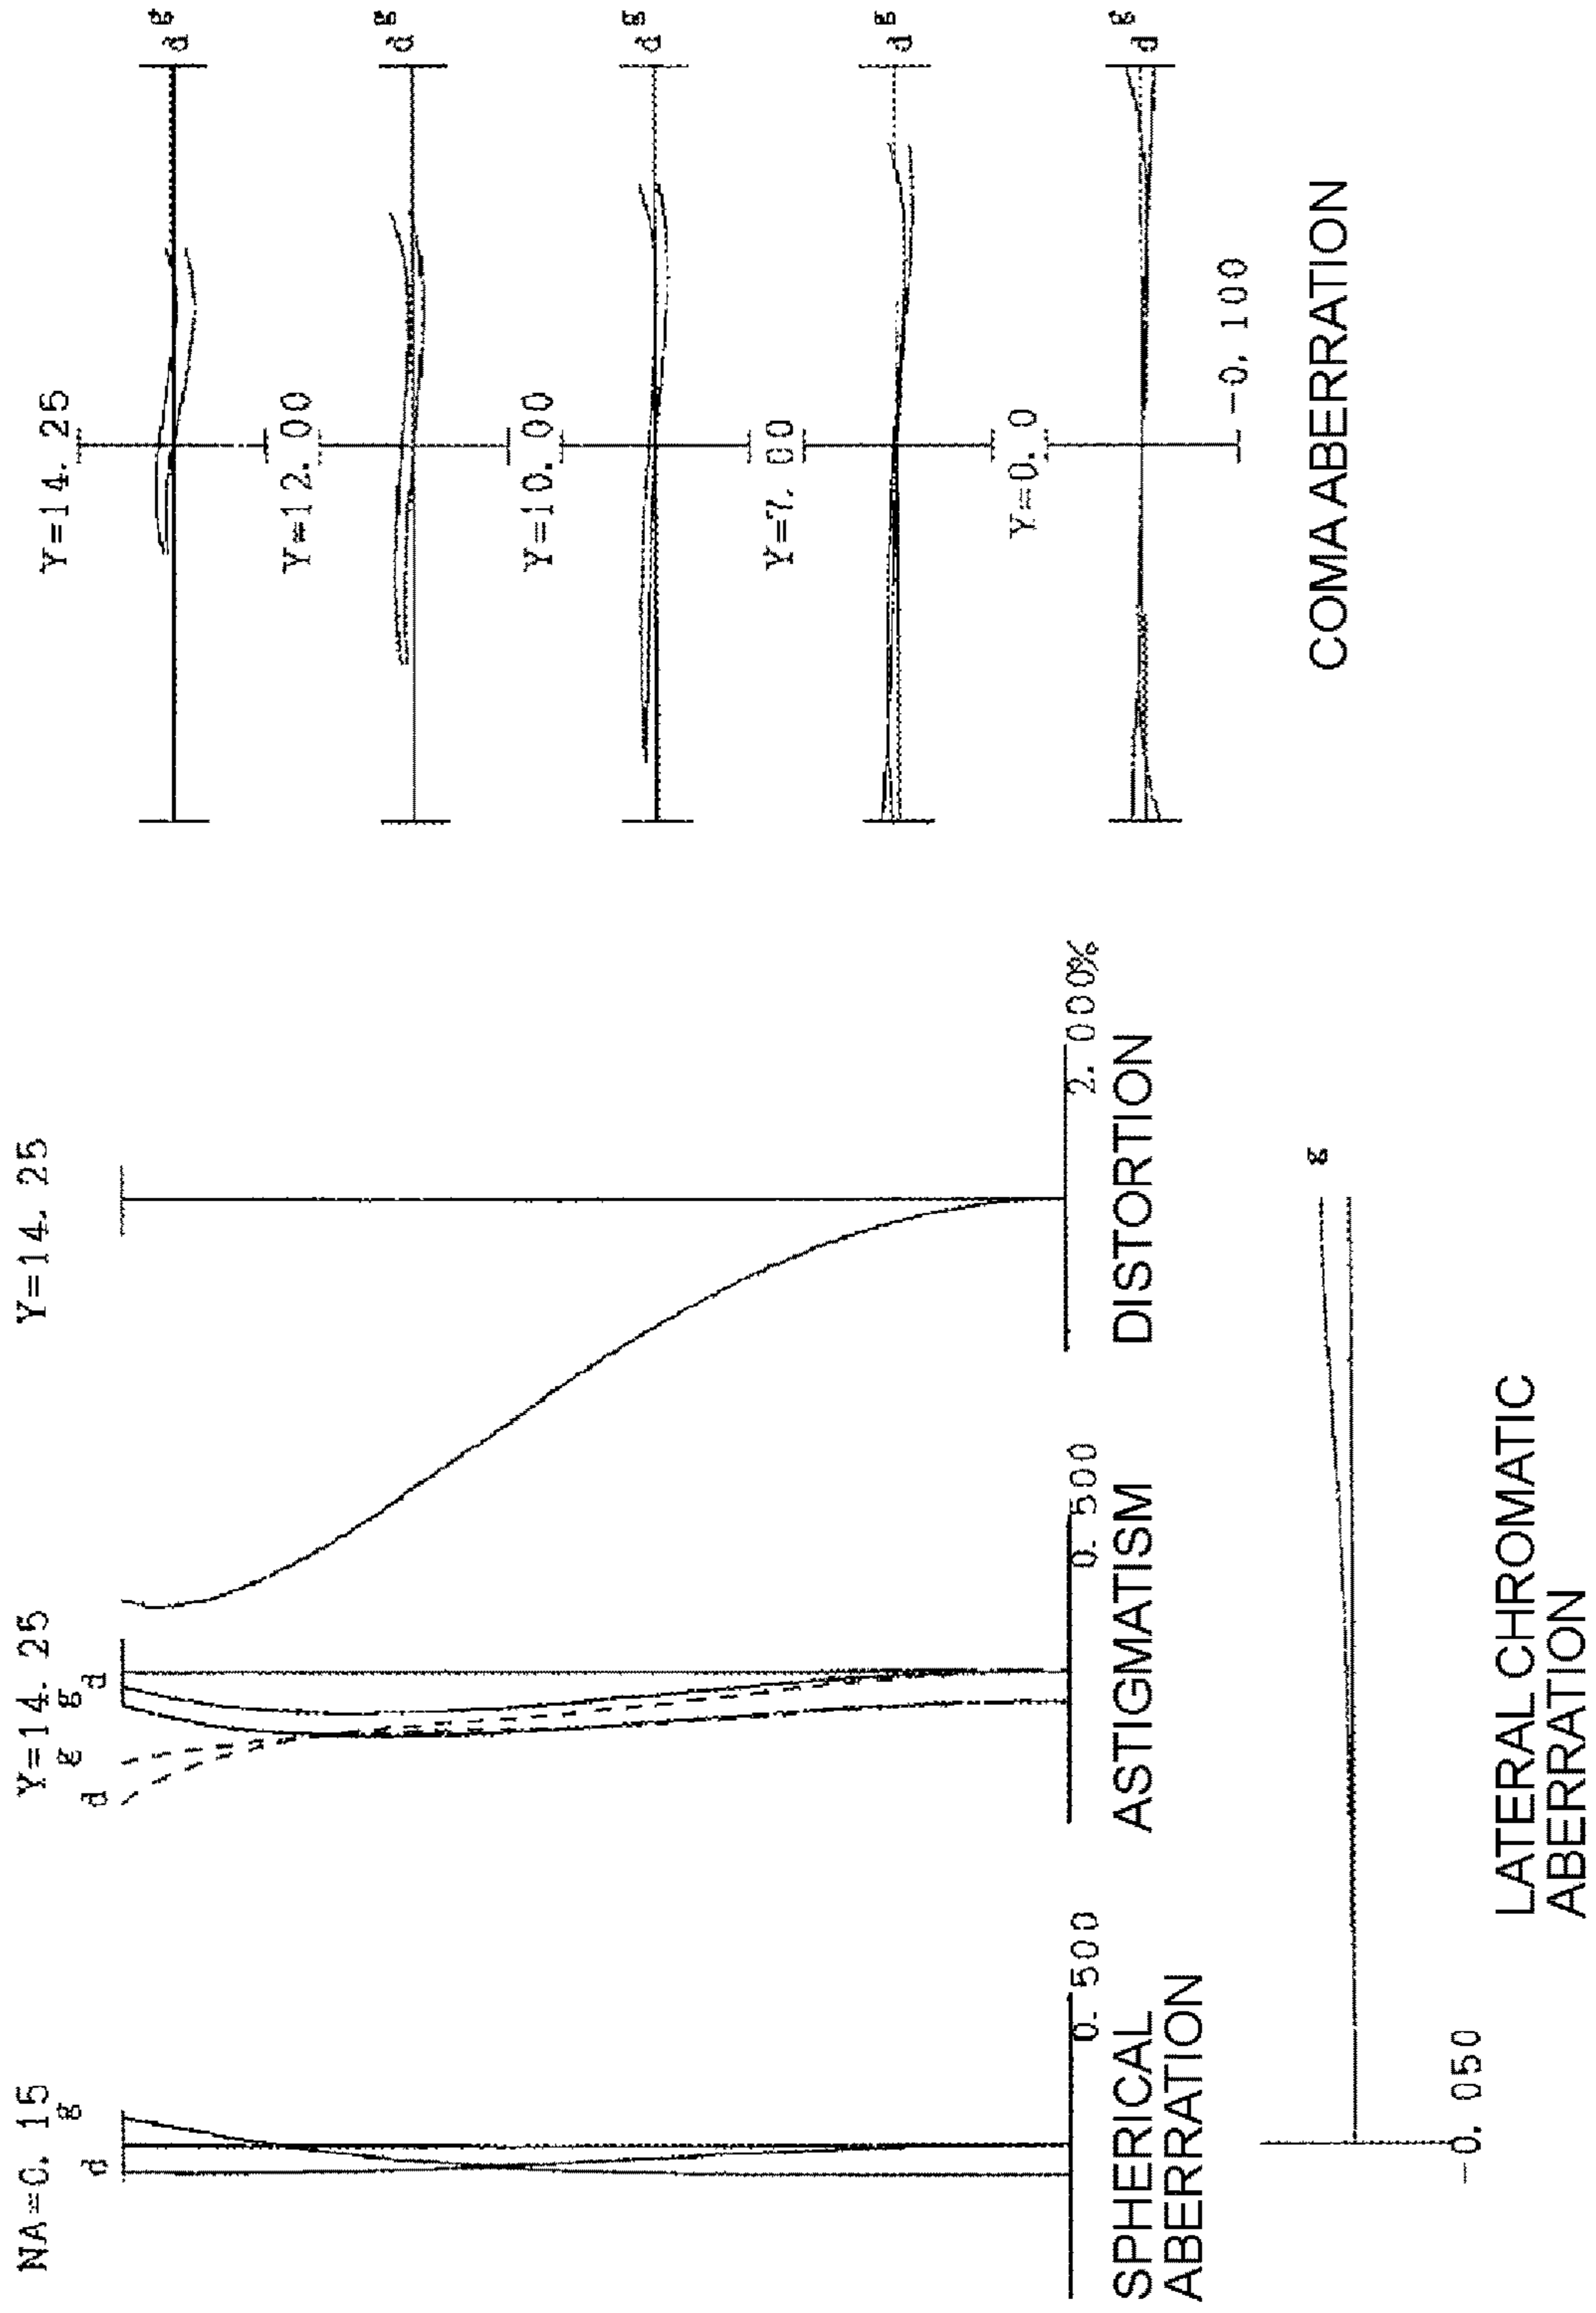 NA=0. 15
d
g
0. 500
SPHERICAL
ABERRATION
Y=14. 25
d
g
g
d
0. 500
ASTIGMATISM
Y=14. 25
2. 000%
DISTORTION
Y=14. 25
d
g
Y=12. 00
d
g
Y=10. 00
d
g
Y=7. 00
d
g
Y=0. 0
d
g
-0. 100
COMA ABERRATION
g
-0. 050
LATERAL CHROMATIC
ABERRATION